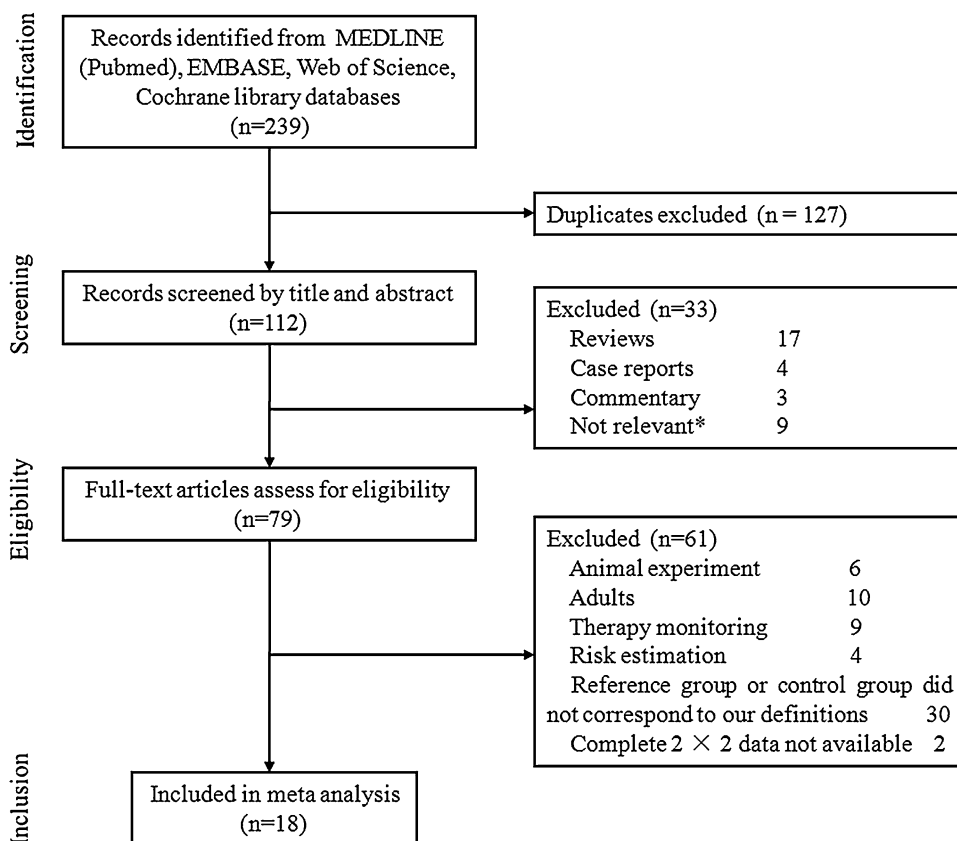 Identification
Records identified from MEDLINE
(Pubmed), EMBASE, Web of Science,
Cochrane library databases
(n=239)
Duplicates excluded (n = 127)
Screening
Records screened by title and abstract
(n=112)
Excluded (n=33)
Reviews 17
Case reports 4
Commentary 3
Not relevant* 9
Eligibility
Full-text articles assess for eligibility
(n=79)
Excluded (n=61)
Animal experiment 6
Adults 10
Therapy monitoring 9
Risk estimation 4
Reference group or control group did
not correspond to our definitions 30
Complete 2 × 2 data not available 2
Inclusion
Included in meta analysis
(n=18)